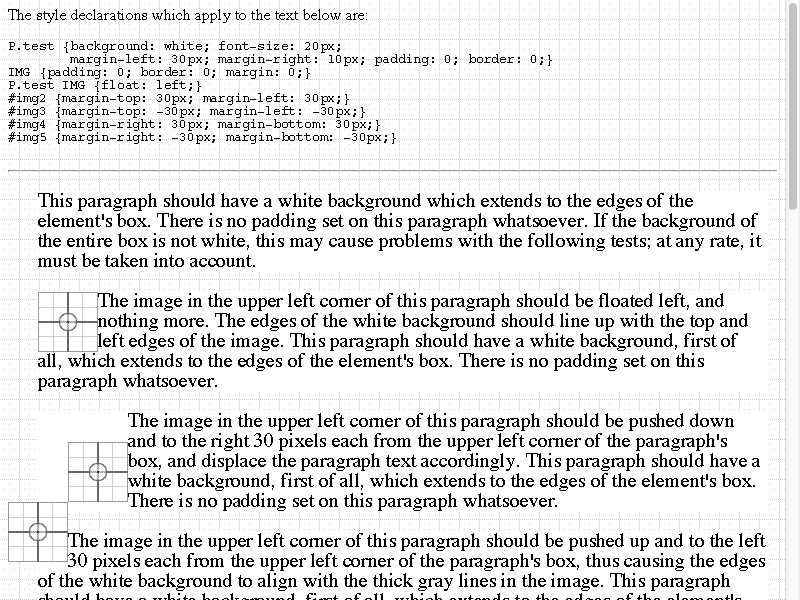 The style declarations which apply to the text below are:
P.test {background: white; font-size: 20px;
margin-left: 30px; margin-right: 10px; padding: 0; border: 0;}
IMG {padding: 0; border: 0; margin: 0;}
P.test IMG {float: left;}
#img2 {margin-top: 30px; margin-left: 30px;}
#img3 {margin-top: -30px; margin-left: -30px;}
#img4 {margin-right: 30px; margin-bottom: 30px;}
#img5 {margin-right: -30px; margin-bottom: -30px;}
This paragraph should have a white background which extends to the edges of the
element's box. There is no padding set on this paragraph whatsoever. If the background of
the entire box is not white, this may cause problems with the following tests; at any rate, it
must be taken into account.
The image in the upper left corner of this paragraph should be floated left, and
nothing more. The edges of the white background should line up with the top and
left edges of the image. This paragraph should have a white background, first of
all, which extends to the edges of the element's box. There is no padding set on this
paragraph whatsoever.
The image in the upper left corner of this paragraph should be pushed down
and to the right 30 pixels each from the upper left corner of the paragraph's
box, and displace the paragraph text accordingly. This paragraph should have a
white background, first of all, which extends to the edges of the element's box.
There is no padding set on this paragraph whatsoever.
The image in the upper left corner of this paragraph should be pushed up and to the left
30 pixels each from the upper left corner of the paragraph's box, thus causing the edges
of the white background to align with the thick gray lines in the image. This paragraph
should have a white background, first of all, which extends to the edges of the element's